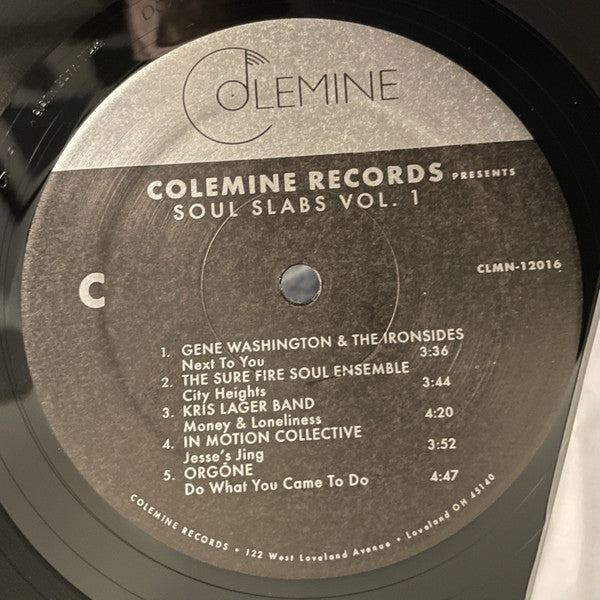 COLEMINE
COLEMINE RECORDS PRESENTS
SOUL SLABS VOL. 1
CLMN-12016
C
1. GENE WASHINGTON & THE IRONSIDES
Next To You 3:36
2. THE SURE FIRE SOUL ENSEMBLE
City Heights 3:44
3. KRIS LAGER BAND
Money & Loneliness 4:20
4. IN MOTION COLLECTIVE
Jesse's Jing 3:52
5. ORGŌNE
Do What You Came To Do 4:47
COLEMINE RECORDS • 122 West Loveland Avenue • Loveland OH 45140